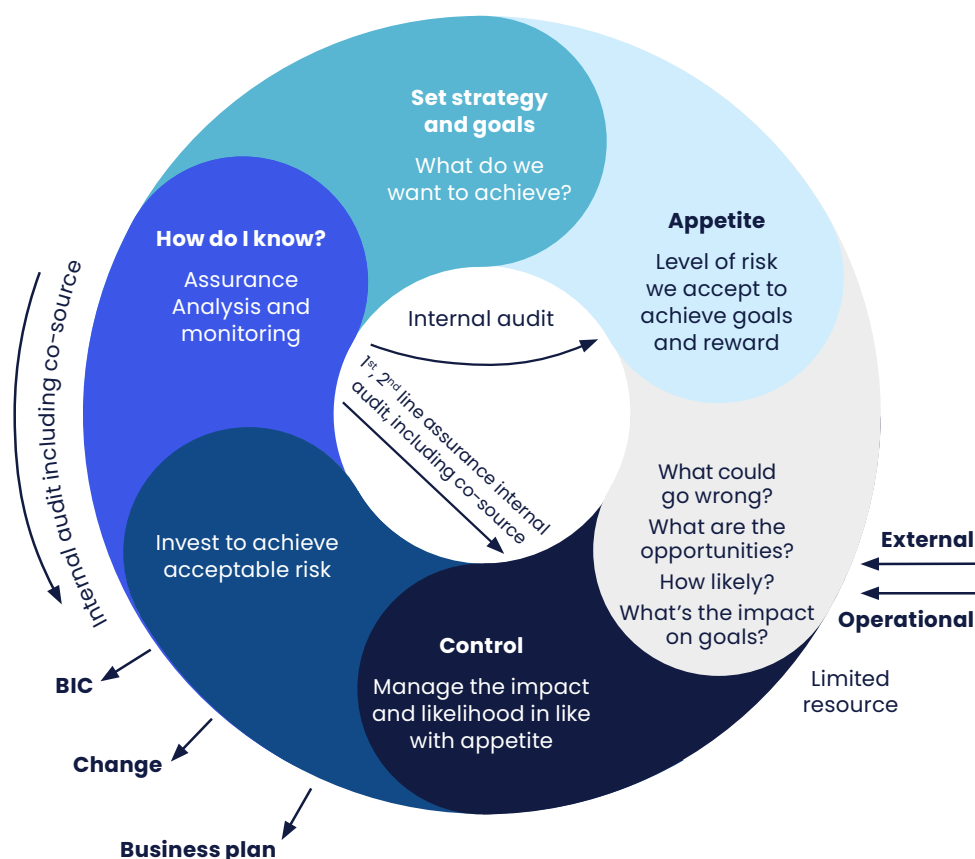 Set strategy
and goals
What do we
want to achieve?
Appetite
Level of risk
we accept to
achieve goals
and reward
What could
go wrong?
What are the
opportunities?
How likely?
What's the impact
on goals?
External
Operational
Limited
resource
Control
Manage the impact
and likelihood in like
with appetite
Invest to achieve
acceptable risk
How do I know?
Assurance
Analysis and
monitoring
Internal audit
1st, 2nd line assurance internal
audit, including co-source
Internal audit including co-source
BIC
Change
Business plan